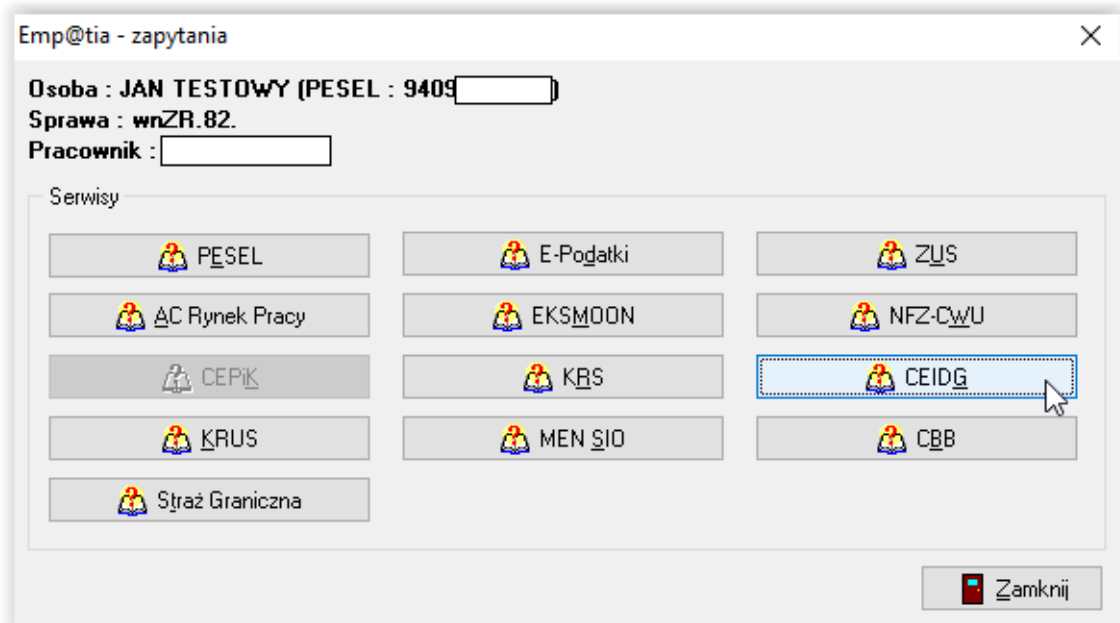 Emp@tia - zapytania
Osoba : JAN TESTOWY (PESEL : 9409 )
Sprawa : wnZR.82.
Pracownik :
Serwisy
PESEL E-Podatki ZUS
AC Rynek Pracy EKSMOON NFZ-CWU
CEPiK KRS CEIDG
KRUS MEN SIO CBB
Straż Graniczna
Zamknij